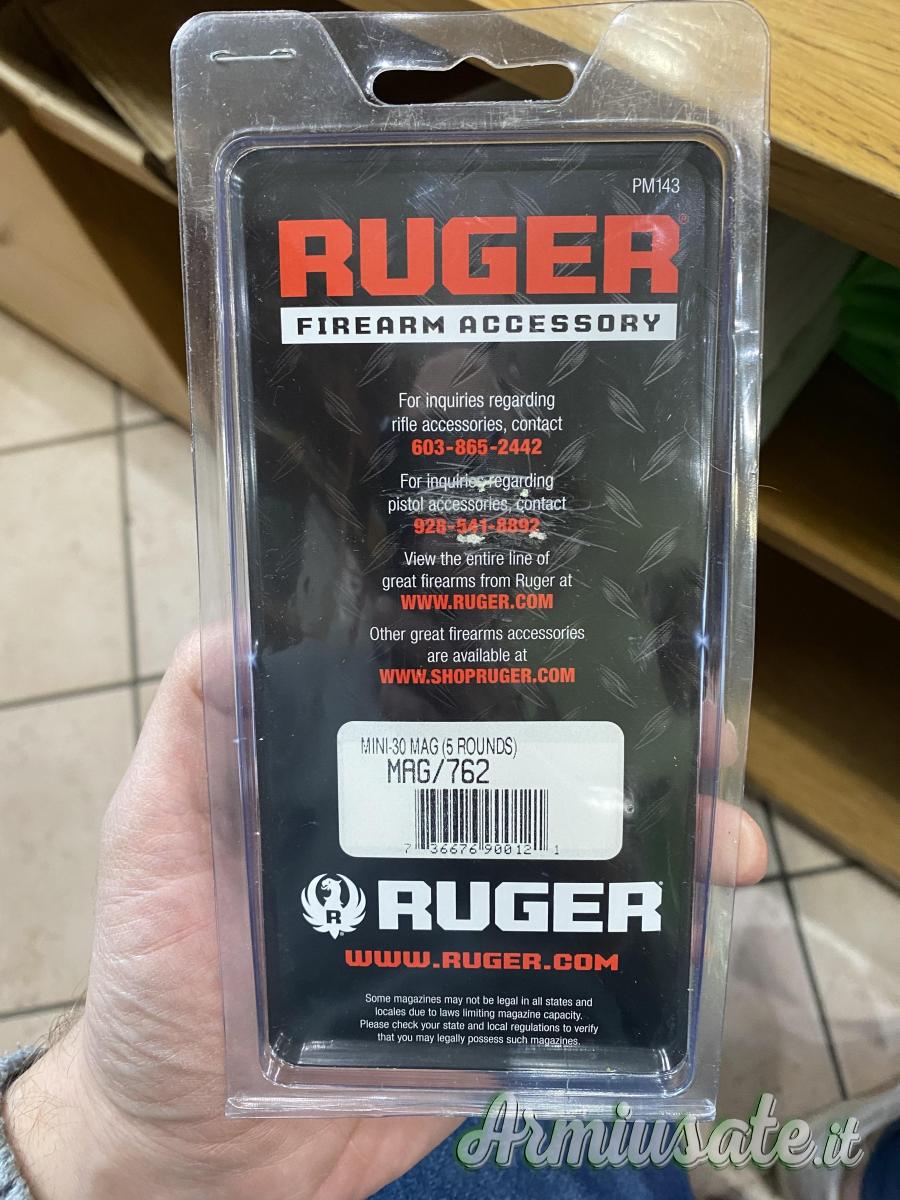 PM143
RUGER®
FIREARM ACCESSORY
For inquiries regarding
rifle accessories, contact
603-865-2442
For inquiries regarding
pistol accessories, contact
928-541-8892
View the entire line of
great firearms from Ruger at
WWW.RUGER.COM
Other great firearms accessories
are available at
WWW.SHOPRUGER.COM
MINI-30 MAG (5 ROUNDS)
MAG/762
7 36676 90012 1
R RUGER®
WWW.RUGER.COM
Some magazines may not be legal in all states and
locales due to laws limiting magazine capacity.
Please check your state and local regulations to verify
that you may legally possess such magazines.
Armiusate.it